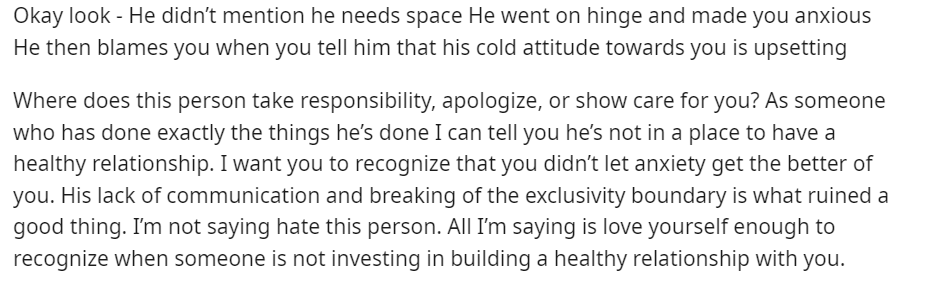 Okay look - He didn’t mention he needs space He went on hinge and made you anxious
He then blames you when you tell him that his cold attitude towards you is upsetting
Where does this person take responsibility, apologize, or show care for you? As someone
who has done exactly the things he’s done I can tell you he’s not in a place to have a
healthy relationship. I want you to recognize that you didn’t let anxiety get the better of
you. His lack of communication and breaking of the exclusivity boundary is what ruined a
good thing. I’m not saying hate this person. All I’m saying is love yourself enough to
recognize when someone is not investing in building a healthy relationship with you.